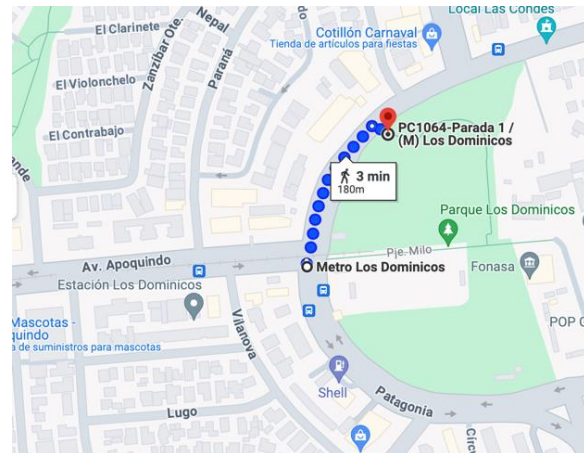 Local Las Condes
Nepal
El Clarinete
Cotillón Carnaval
Tienda de artículos para fiestas
Zanzíbar Ote.
Paraná
El Violonchelo
El Contrabajo
PC1064-Parada 1 /
(M) Los Dominicos
3 min
180m
Parque Los Dominicos
Pje. Milo
Av. Apoquindo
Metro Los Dominicos
Fonasa
Estación Los Dominicos
Mascotas -
quindo
a de suministros para mascotas
Vilanova
POP C
Shell
Patagonia
Lugo
Círc